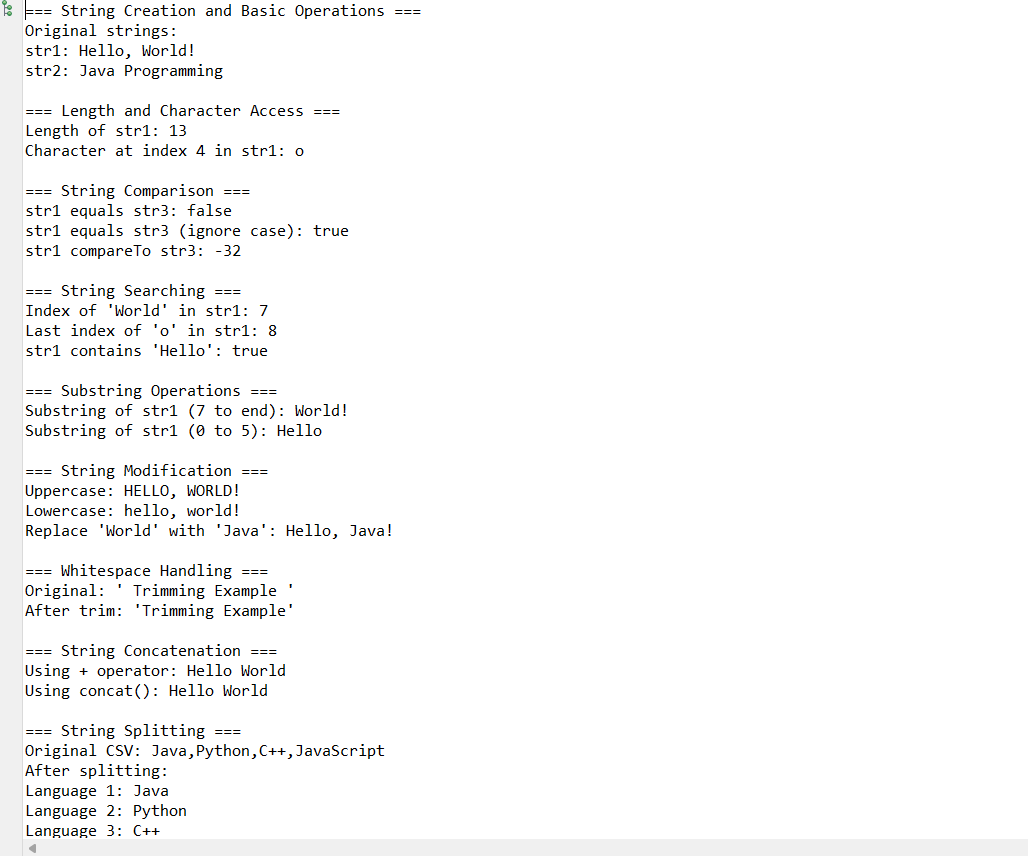 === String Creation and Basic Operations ===
Original strings:
str1: Hello, World!
str2: Java Programming

=== Length and Character Access ===
Length of str1: 13
Character at index 4 in str1: o

=== String Comparison ===
str1 equals str3: false
str1 equals str3 (ignore case): true
str1 compareTo str3: -32

=== String Searching ===
Index of 'World' in str1: 7
Last index of 'o' in str1: 8
str1 contains 'Hello': true

=== Substring Operations ===
Substring of str1 (7 to end): World!
Substring of str1 (0 to 5): Hello

=== String Modification ===
Uppercase: HELLO, WORLD!
Lowercase: hello, world!
Replace 'World' with 'Java': Hello, Java!

=== Whitespace Handling ===
Original: ' Trimming Example '
After trim: 'Trimming Example'

=== String Concatenation ===
Using + operator: Hello World
Using concat(): Hello World

=== String Splitting ===
Original CSV: Java,Python,C++,JavaScript
After splitting:
Language 1: Java
Language 2: Python
Language 3: C++